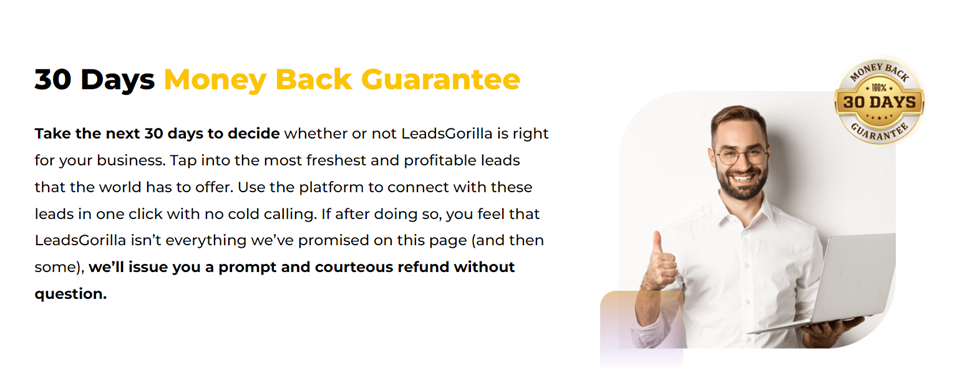 30 Days Money Back Guarantee
Take the next 30 days to decide whether or not LeadsGorilla is right
for your business. Tap into the most freshest and profitable leads
that the world has to offer. Use the platform to connect with these
leads in one click with no cold calling. If after doing so, you feel that
LeadsGorilla isn’t everything we’ve promised on this page (and then
some), we’ll issue you a prompt and courteous refund without
question.
MONEY BACK
100%
30 DAYS
GUARANTEE